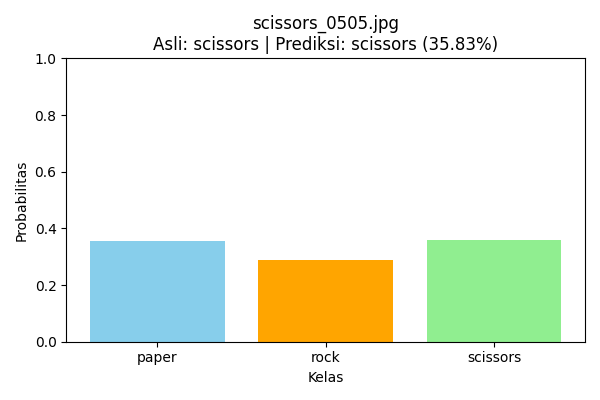 scissors_0505.jpg
Asli: scissors | Prediksi: scissors (35.83%)
1.0
0.8
0.6
0.4
0.2
0.0
Probabilitas
paper rock scissors
Kelas